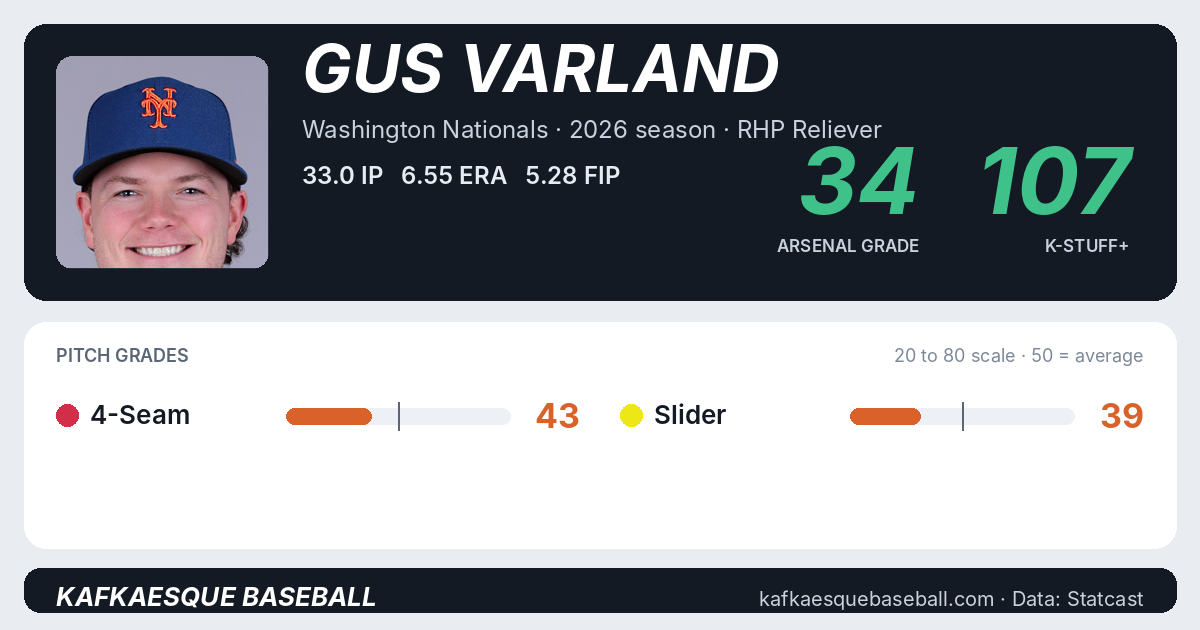 GUS VARLAND
Washington Nationals · 2026 season · RHP Reliever
33.0 IP 6.55 ERA 5.28 FIP
34 107
ARSENAL GRADE K-STUFF+
NY
PITCH GRADES 20 to 80 scale · 50 = average
4-Seam 43 Slider 39
KAFKAESQUE BASEBALL kafkaesquebaseball.com · Data: Statcast